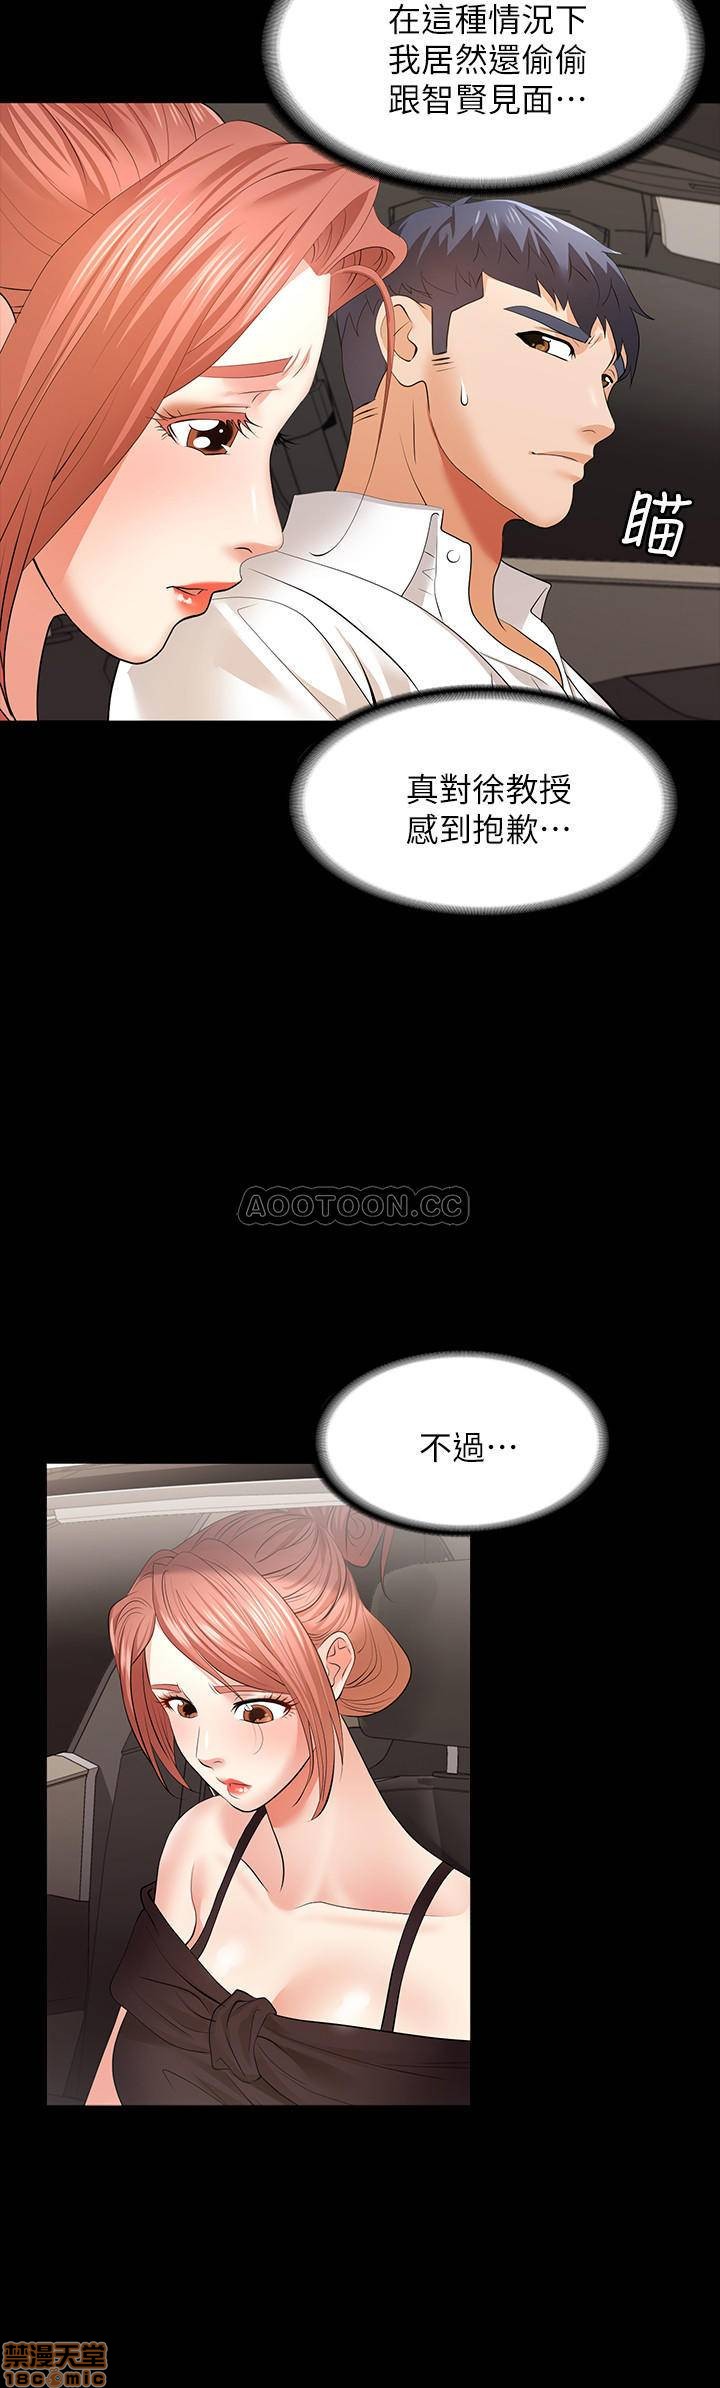 在這種情況下
我居然還偷偷
跟智賢見面⋯
瞄
真對徐教授
感到抱歉⋯
AOOTOON.CC
不過⋯
禁漫天堂
18comic.com